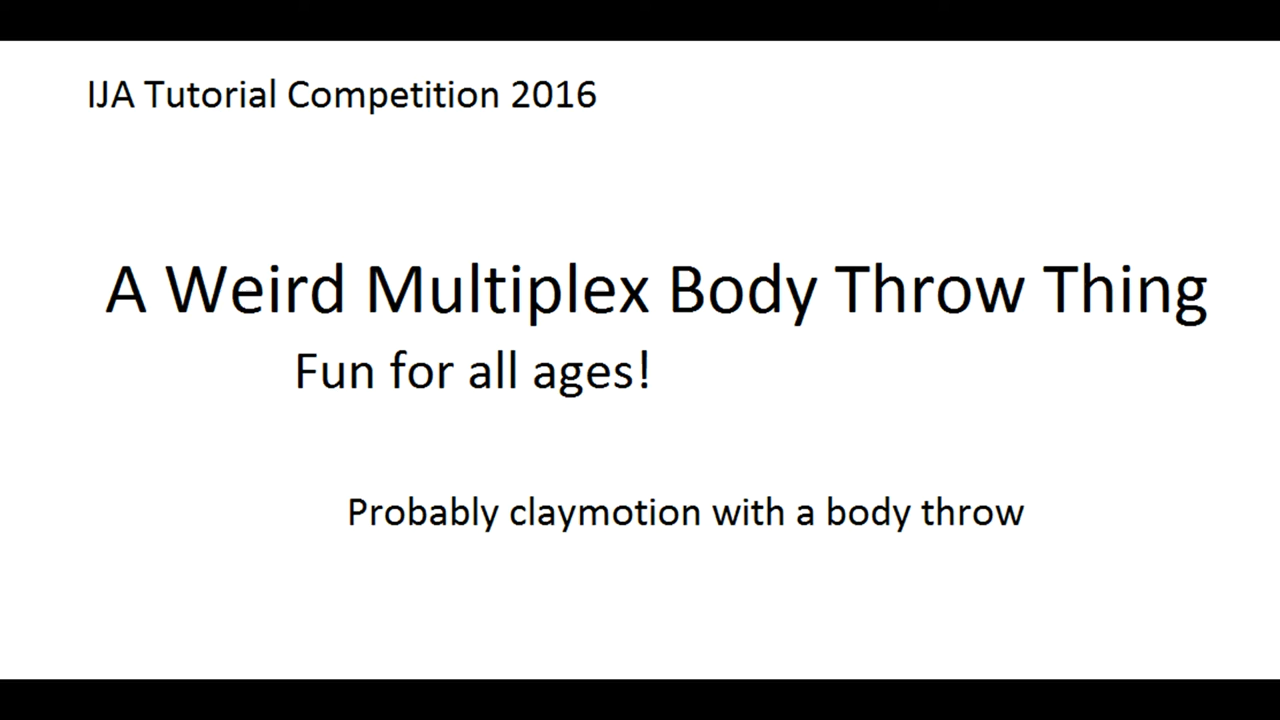 IJA Tutorial Competition 2016
A Weird Multiplex Body Throw Thing
Fun for all ages!
Probably claymotion with a body throw